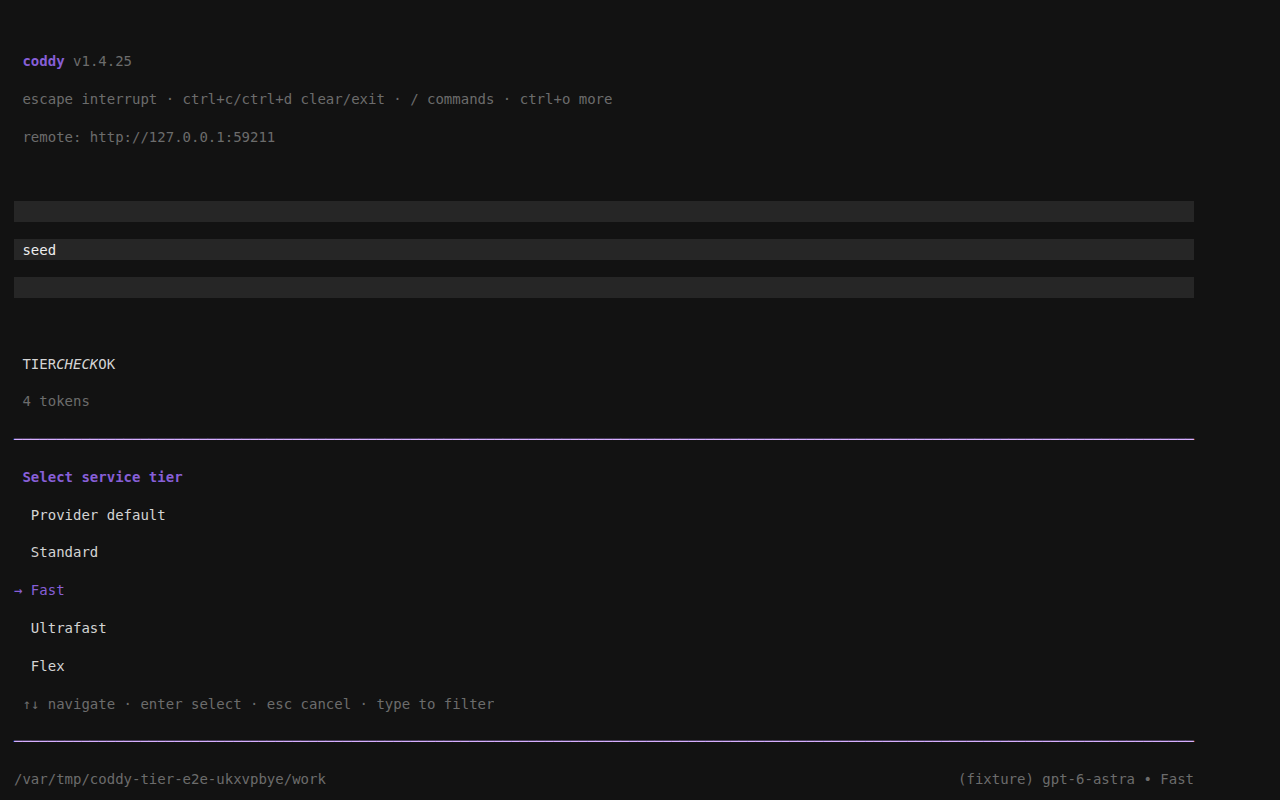 coddy v1.4.25
escape interrupt · ctrl+c/ctrl+d clear/exit · / commands · ctrl+o more
remote: http://127.0.0.1:59211
seed
TIERCHECKOK
4 tokens
Select service tier
Provider default
Standard
→ Fast
Ultrafast
Flex
↑↓ navigate · enter select · esc cancel · type to filter
/var/tmp/coddy-tier-e2e-ukxvpbye/work (fixture) gpt-6-astra • Fast